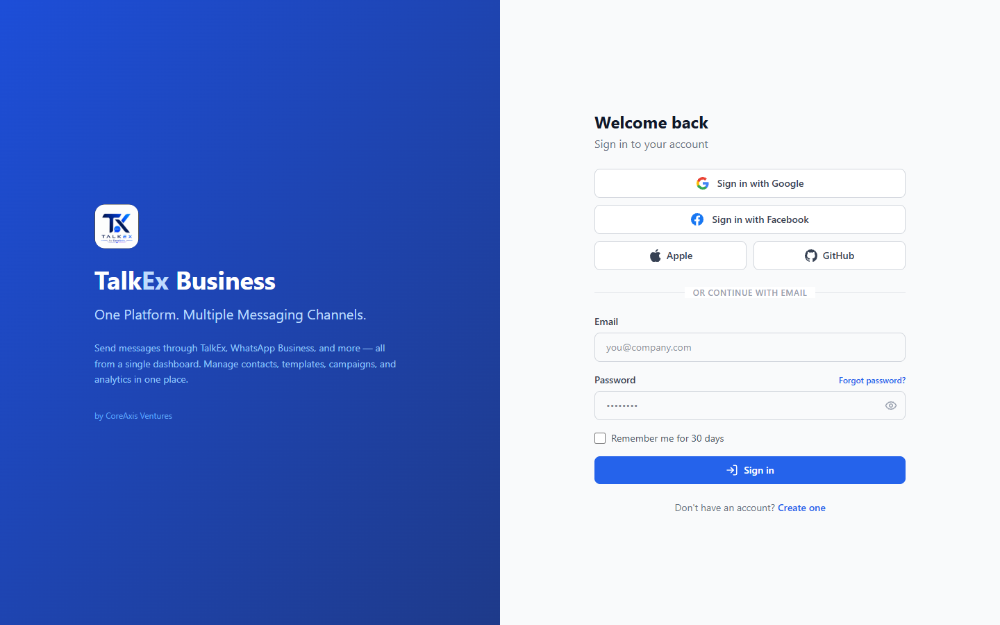 TALKEX
TalkEx Business
One Platform. Multiple Messaging Channels.
Send messages through TalkEx, WhatsApp Business, and more — all
from a single dashboard. Manage contacts, templates, campaigns, and
analytics in one place.
by CoreAxis Ventures
Welcome back
Sign in to your account
Sign in with Google
Sign in with Facebook
Apple
GitHub
OR CONTINUE WITH EMAIL
Email
you@company.com
Password
Forgot password?
••••••••
Remember me for 30 days
Sign in
Don't have an account? Create one